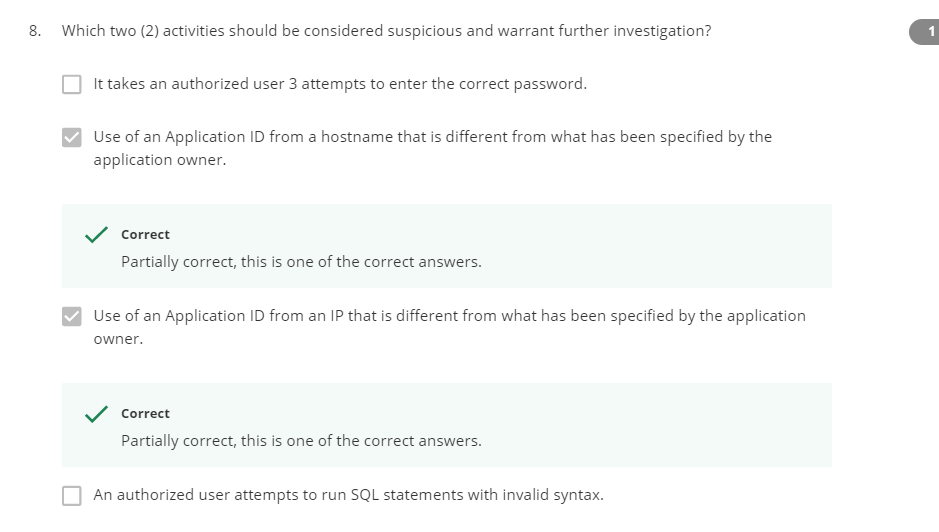 8. Which two (2) activities should be considered suspicious and warrant further investigation?
1
It takes an authorized user 3 attempts to enter the correct password.
Use of an Application ID from a hostname that is different from what has been specified by the
application owner.
Correct
Partially correct, this is one of the correct answers.
Use of an Application ID from an IP that is different from what has been specified by the application
owner.
Correct
Partially correct, this is one of the correct answers.
An authorized user attempts to run SQL statements with invalid syntax.